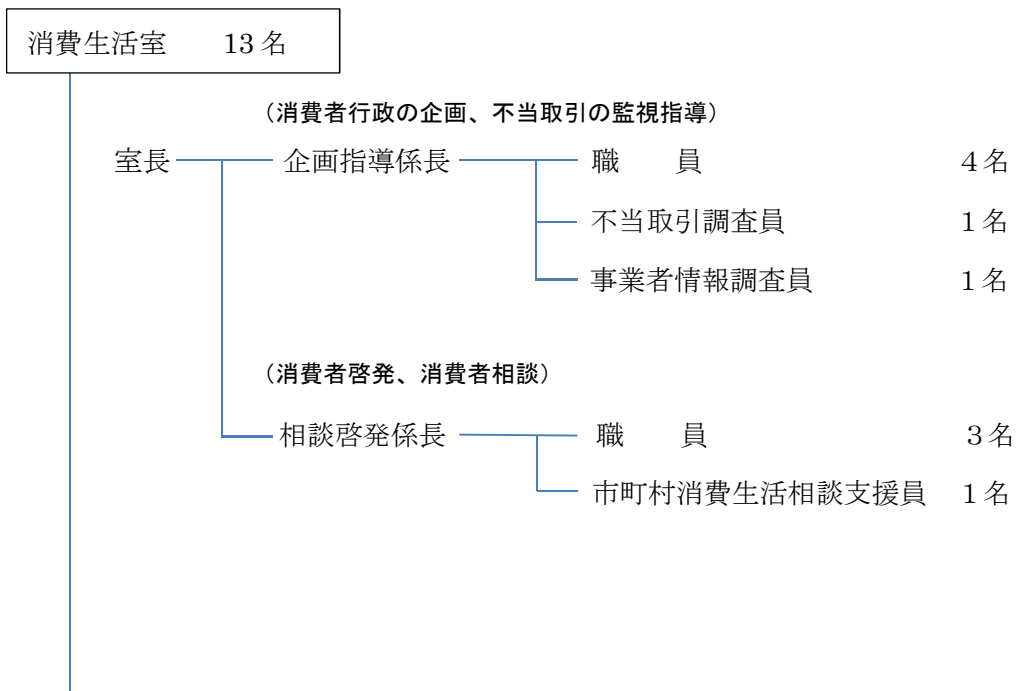 消費生活室　　13名
（消費者行政の企画、不当取引の監視指導）
室長　企画指導係長　職　　員　4名
不当取引調査員　1名
事業者情報調査員　1名
（消費者啓発、消費者相談）
相談啓発係長　職　　員　3名
市町村消費生活相談支援員　1名